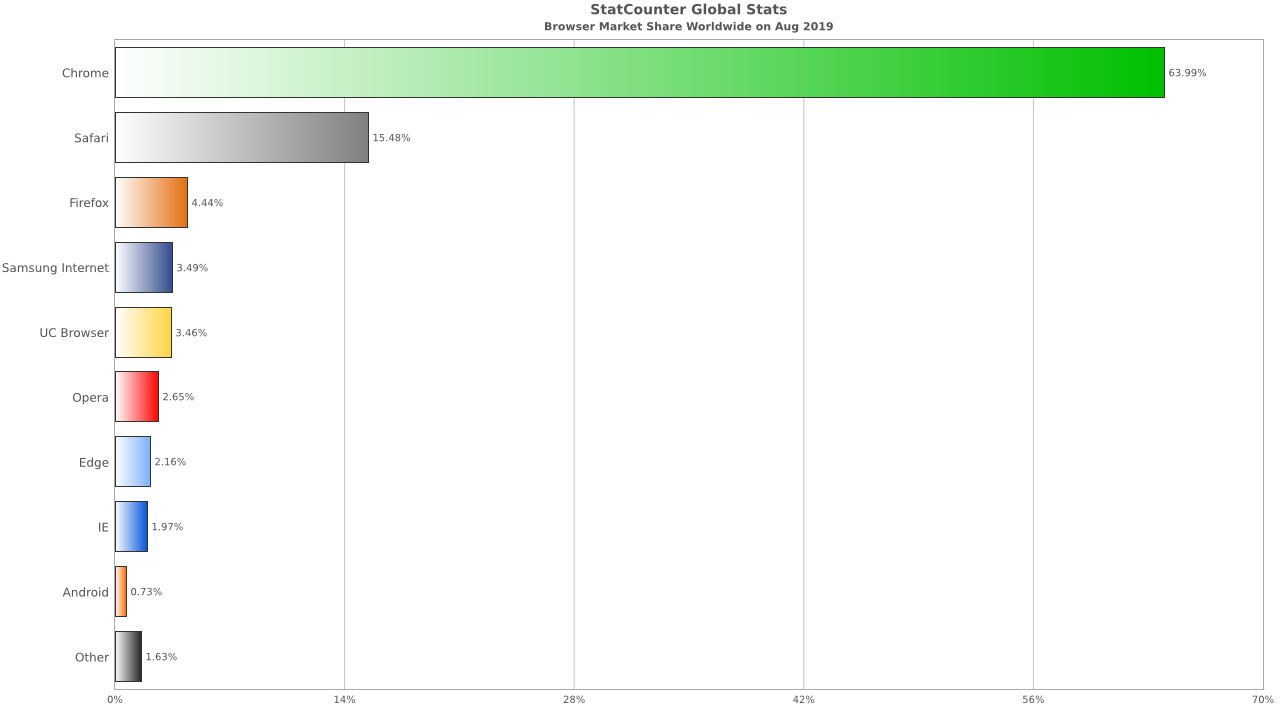 StatCounter Global Stats
Browser Market Share Worldwide on Aug 2019
Chrome 63.99%
Safari 15.48%
Firefox 4.44%
Samsung Internet 3.49%
UC Browser 3.46%
Opera 2.65%
Edge 2.16%
IE 1.97%
Android 0.73%
Other 1.63%
0% 14% 28% 42% 56% 70%